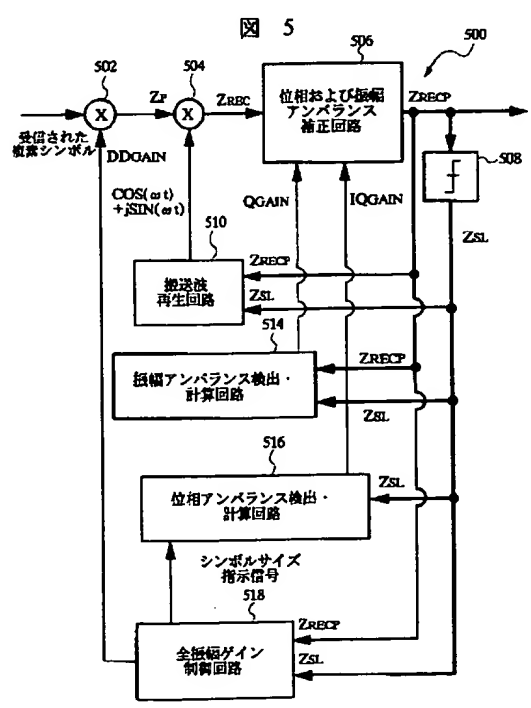 図 5
500
502
504
506
ZP
ZREC
ZRECP
X
X
位相および振幅
アンバランス
補正回路
受信された
複素シンボル
DDGAIN
508
COS(ωt)
+jSIN(ωt)
QGAIN
IQGAIN
ZSL
510
搬送波
再生回路
ZRECP
ZSL
514
振幅アンバランス検出・
計算回路
ZRECP
ZSL
516
位相アンバランス検出・
計算回路
ZSL
シンボルサイズ
指示信号
518
全振幅ゲイン
制御回路
ZRECP
ZSL